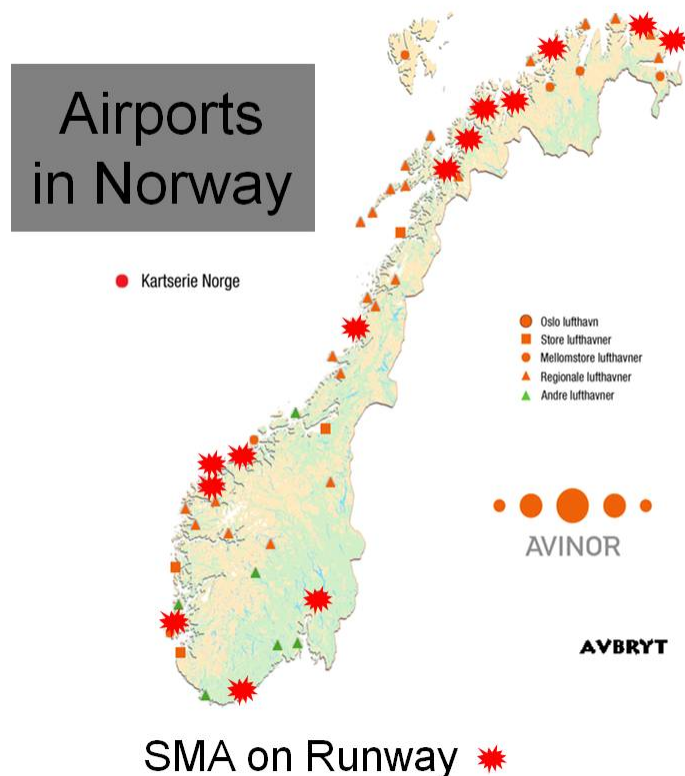 Airports
in Norway
Kartserie Norge
Oslo lufthavn
Store lufthavner
Mellomstore lufthavner
Regionale lufthavner
Andre lufthavner
AVINOR
AVBRYT
SMA on Runway